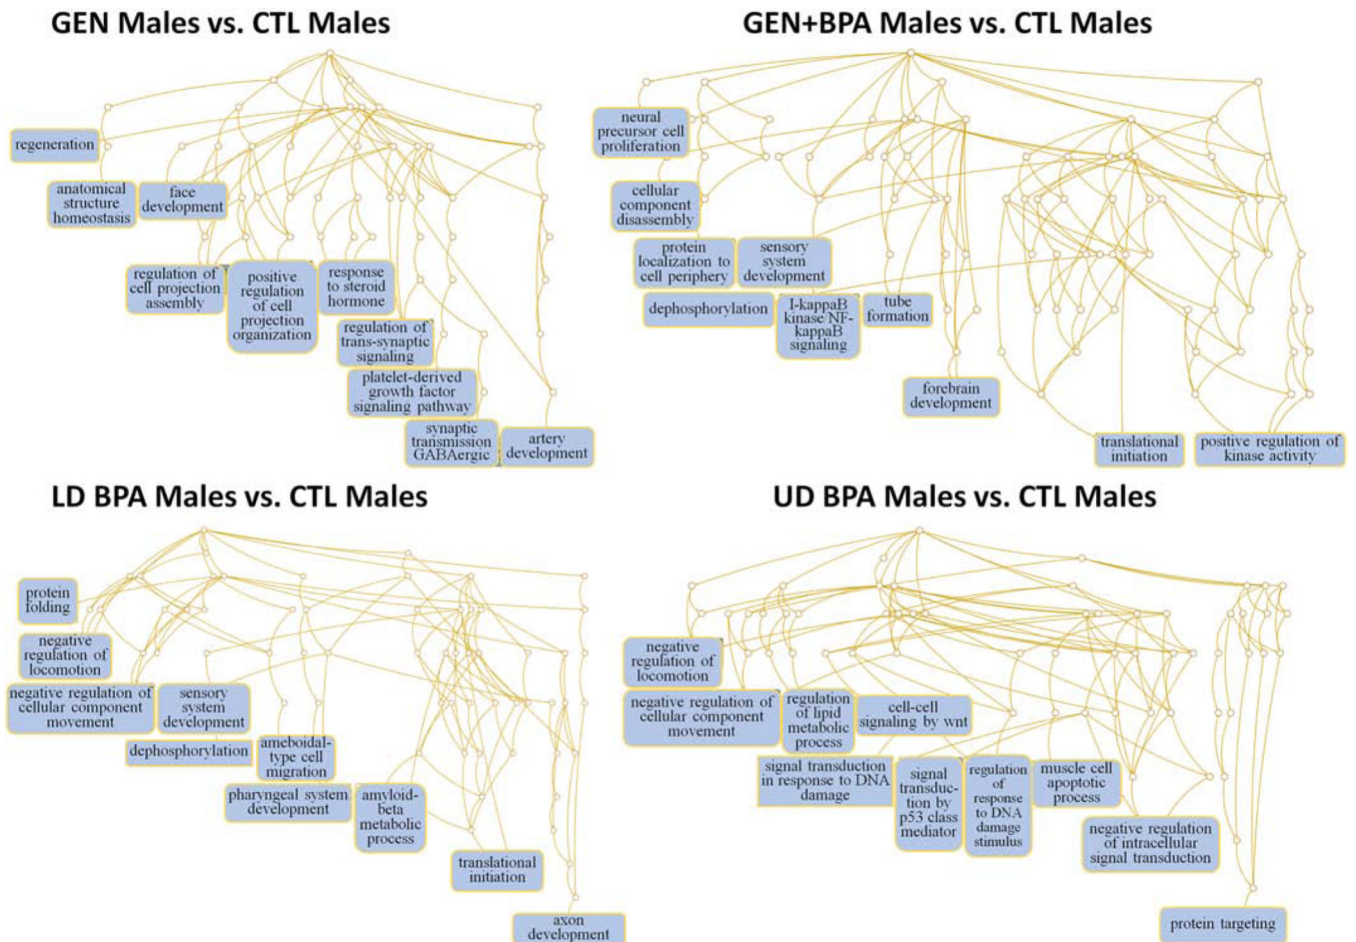 GEN Males vs. CTL Males
regeneration
anatomical
structure
homeostasis
face
development
regulation of
cell projection
assembly
positive
regulation
of cell
projection
organization
response
to steroid
hormone
regulation of
trans-synaptic
signaling
platelet-derived
growth factor
signaling pathway
synaptic
transmission
GABAergic
artery
development
GEN+BPA Males vs. CTL Males
neural
precursor cell
proliferation
cellular
component
disassembly
protein
localization to
cell periphery
sensory
system
development
dephosphorylation
I-kappaB
kinase NF-
kappaB
signaling
tube
formation
forebrain
development
translational
initiation
positive regulation of
kinase activity
LD BPA Males vs. CTL Males
protein
folding
negative
regulation of
locomotion
negative regulation of
cellular component
movement
sensory
system
development
dephosphorylation
ameboidal-
type cell
migration
pharyngeal system
development
amyloid-
beta
metabolic
process
translational
initiation
axon
development
UD BPA Males vs. CTL Males
negative
regulation of
locomotion
negative regulation of
cellular component
movement
regulation
of lipid
metabolic
process
cell-cell
signaling by wnt
signal transduction
in response to DNA
damage
signal
transduc-
tion by
p53 class
mediator
regulation
of
response
to DNA
damage
stimulus
muscle cell
apoptotic
process
negative regulation
of intracellular
signal transduction
protein targeting